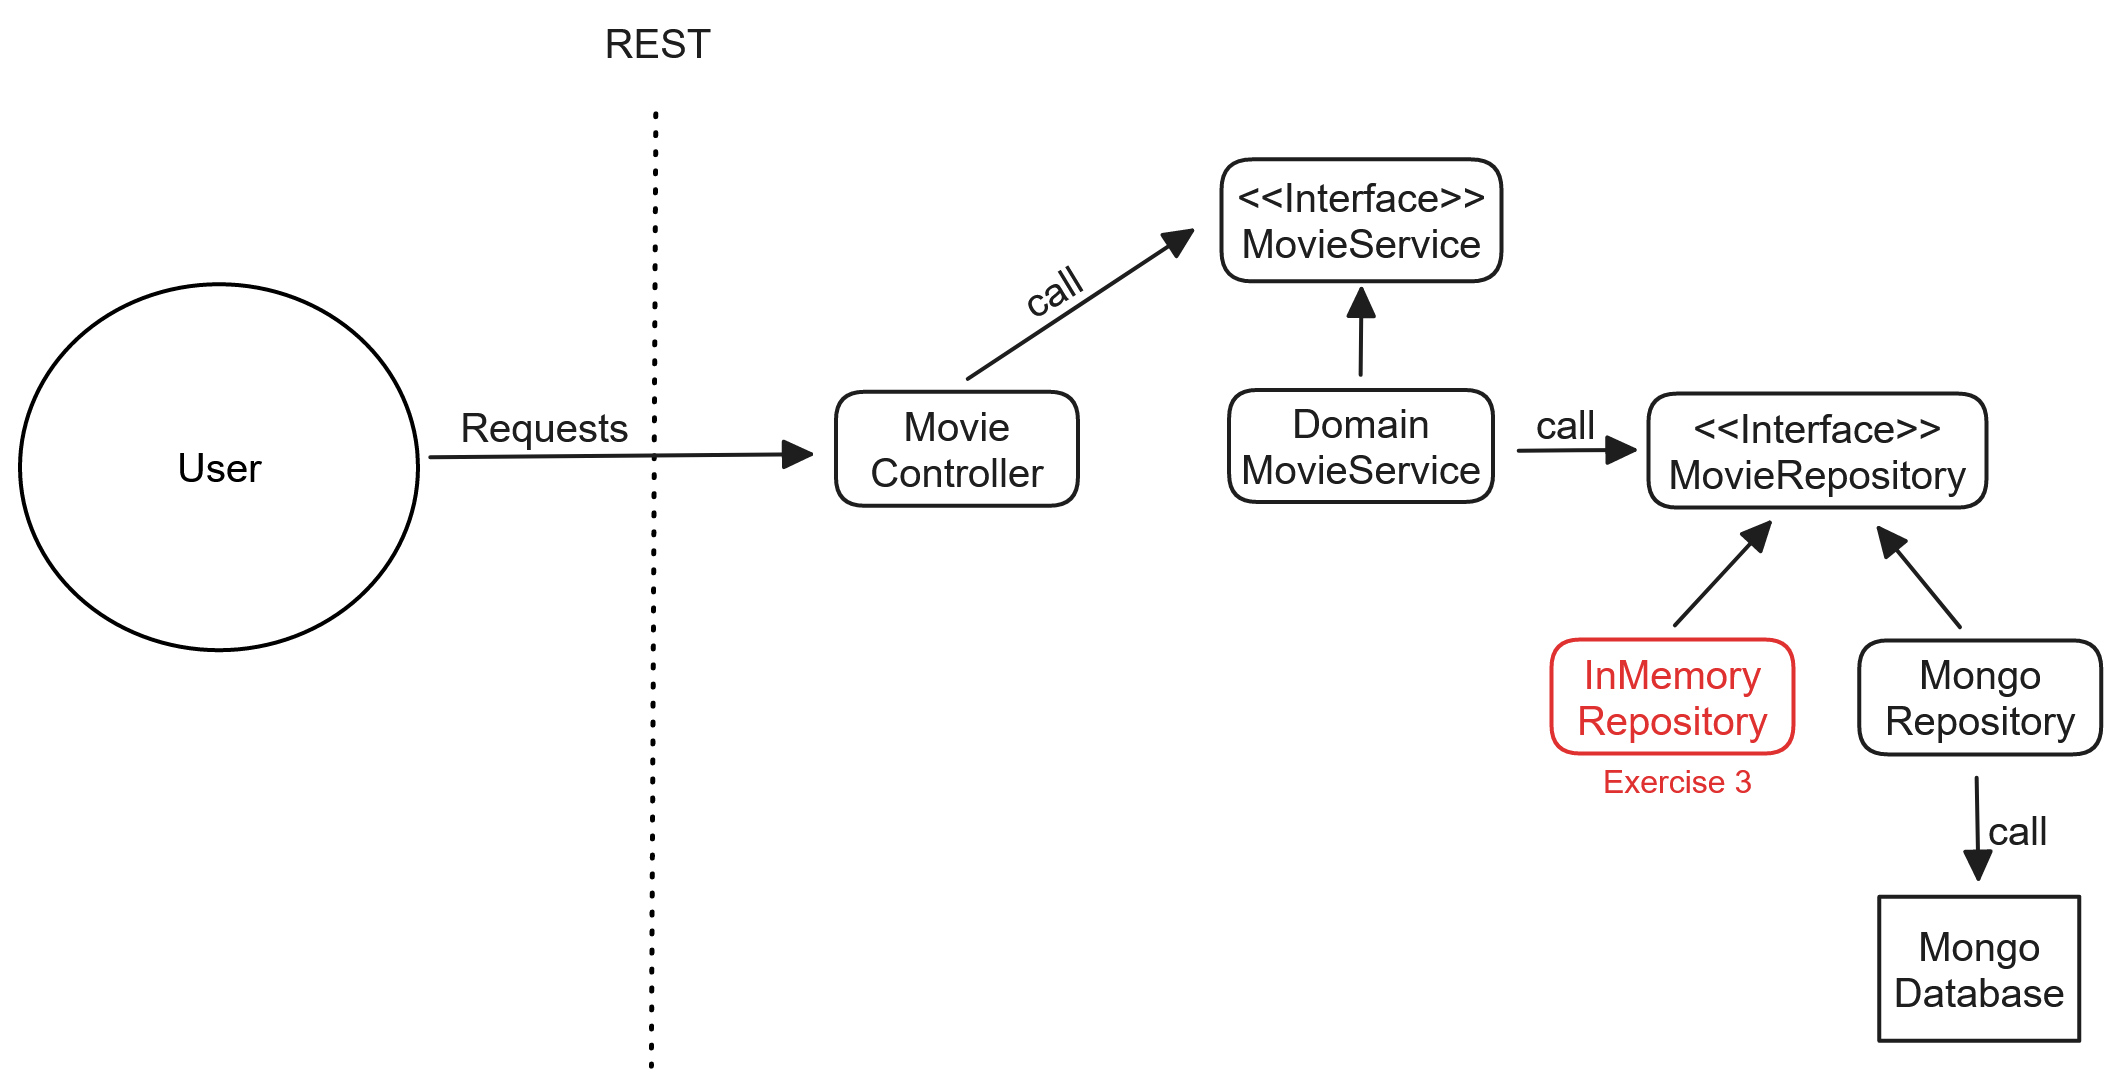 REST
<<Interface>>
MovieService
call
User
Requests
Movie
Controller
Domain
MovieService
call
<<Interface>>
MovieRepository
InMemory
Repository
Exercise 3
Mongo
Repository
call
Mongo
Database